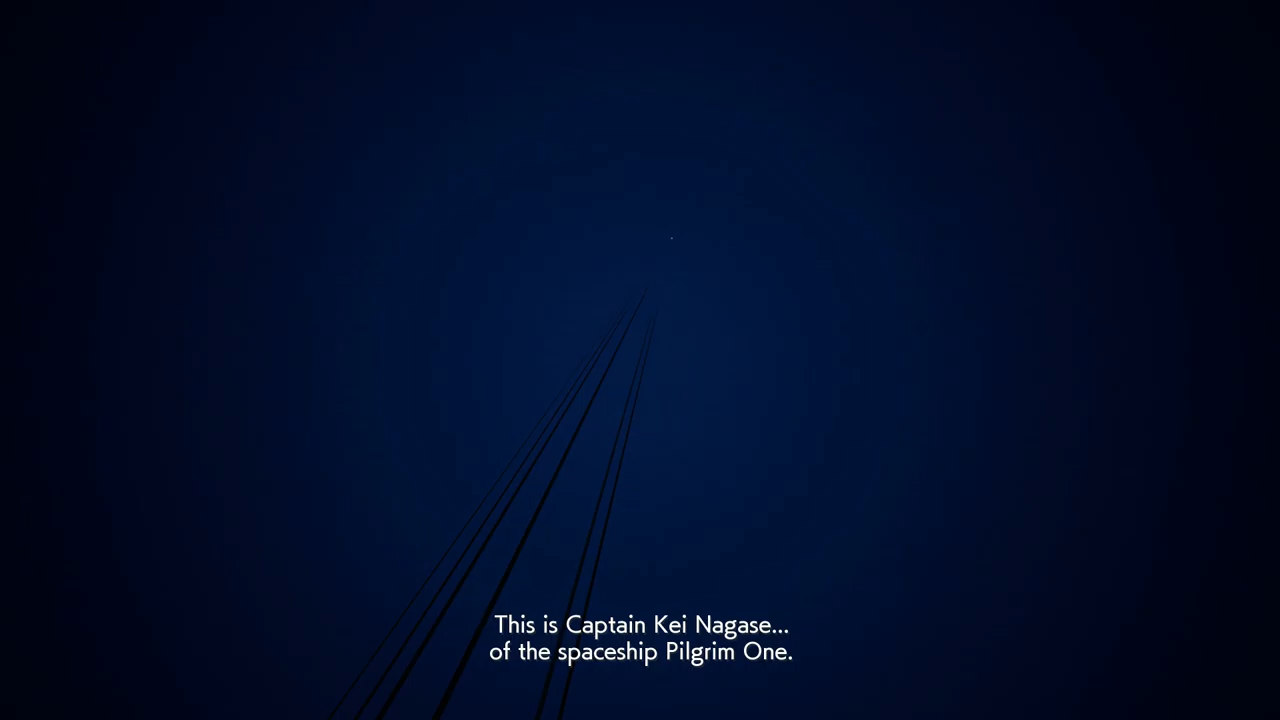 This is Captain Kei Nagase...
of the spaceship Pilgrim One.